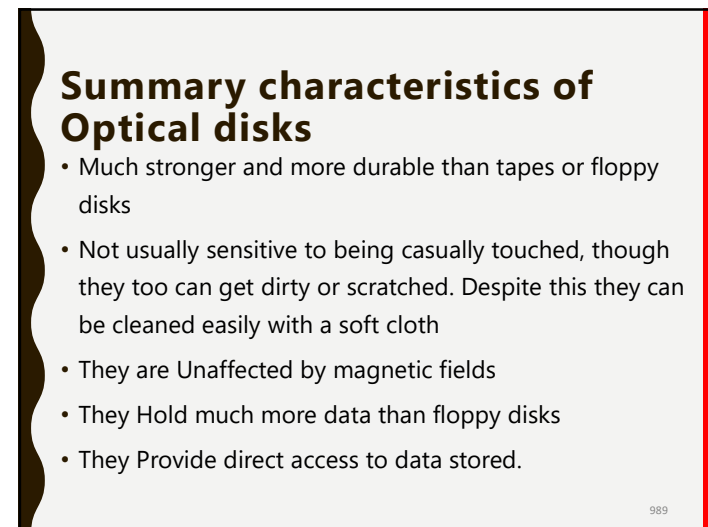 Summary characteristics of
Optical disks
• Much stronger and more durable than tapes or floppy
disks
• Not usually sensitive to being casually touched, though
they too can get dirty or scratched. Despite this they can
be cleaned easily with a soft cloth
• They are Unaffected by magnetic fields
• They Hold much more data than floppy disks
• They Provide direct access to data stored.
989